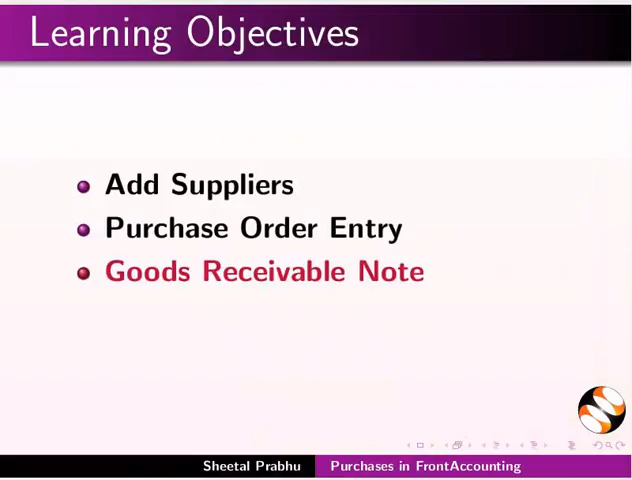 Learning Objectives
Add Suppliers
Purchase Order Entry
Goods Receivable Note
Sheetal Prabhu
Purchases in FrontAccounting